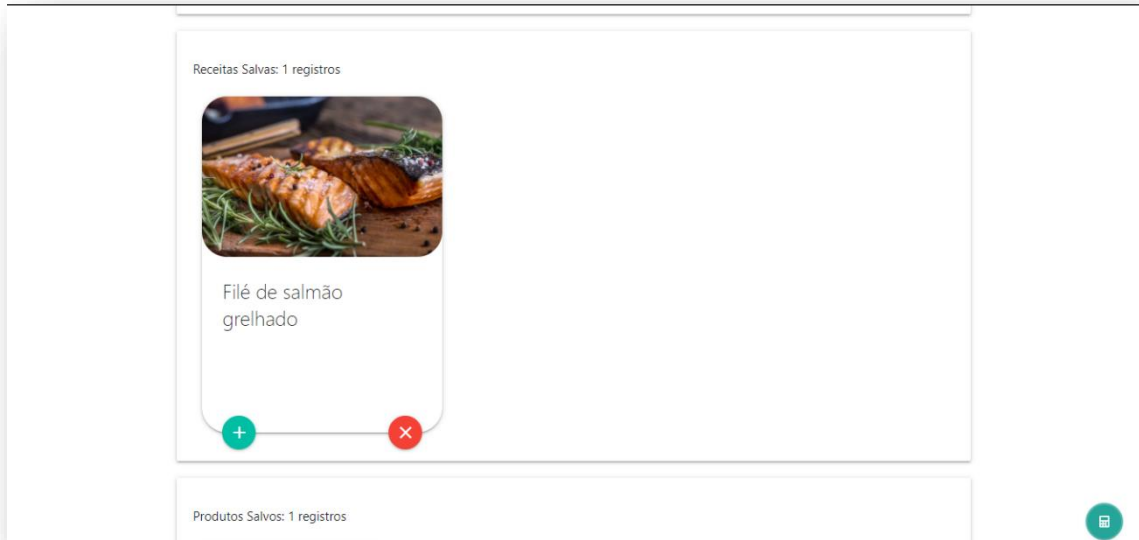 Receitas Salvas: 1 registros
Filé de salmão
grelhado
Produtos Salvos: 1 registros